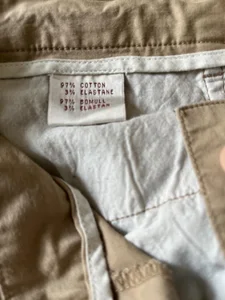 97% COTTON
3% ELASTANE
97% BOMULL
3% ELASTAN